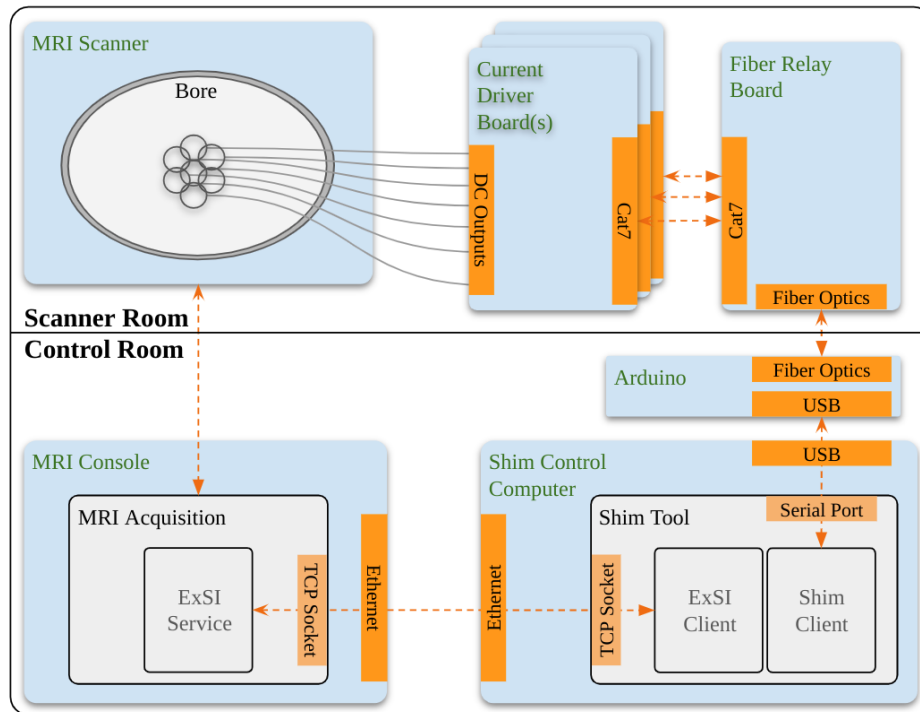 MRI Scanner
Bore
Current
Driver
Board(s)
DC Outputs
Cat7
Fiber Relay
Board
Cat7
Fiber Optics
Scanner Room
Control Room
Arduino
Fiber Optics
USB
MRI Console
MRI Acquisition
ExSI
Service
TCP Socket
Ethernet
Shim Control
Computer
USB
Ethernet
Shim Tool
Serial Port
TCP Socket
ExSI
Client
Shim
Client